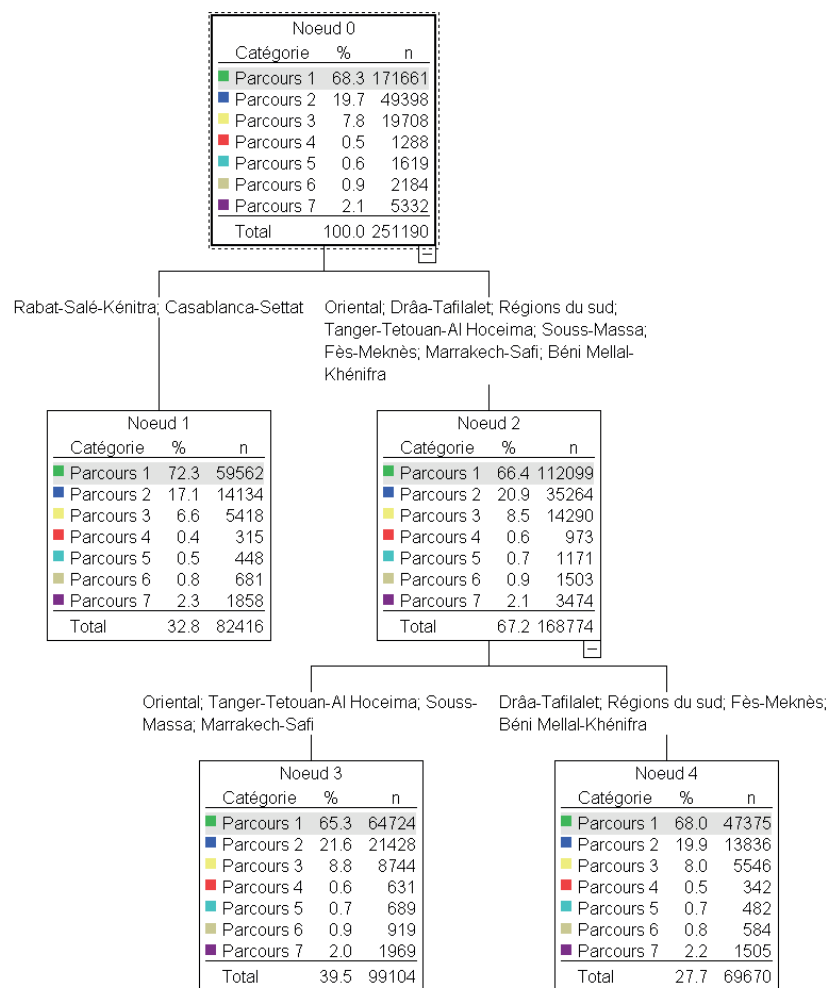 Noeud 0
Catégorie % n
Parcours 1 68.3 171661
Parcours 2 19.7 49398
Parcours 3 7.8 19708
Parcours 4 0.5 1288
Parcours 5 0.6 1619
Parcours 6 0.9 2184
Parcours 7 2.1 5332
Total 100.0 251190
Rabat-Salé-Kénitra; Casablanca-Settat
Oriental; Drâa-Tafilalet; Régions du sud;
Tanger-Tetouan-Al Hoceima; Souss-Massa;
Fès-Meknès; Marrakech-Safi; Béni Mellal-
Khénifra
Noeud 1
Catégorie % n
Parcours 1 72.3 59562
Parcours 2 17.1 14134
Parcours 3 6.6 5418
Parcours 4 0.4 315
Parcours 5 0.5 448
Parcours 6 0.8 681
Parcours 7 2.3 1858
Total 32.8 82416
Noeud 2
Catégorie % n
Parcours 1 66.4 112099
Parcours 2 20.9 35264
Parcours 3 8.5 14290
Parcours 4 0.6 973
Parcours 5 0.7 1171
Parcours 6 0.9 1503
Parcours 7 2.1 3474
Total 67.2 168774
Oriental; Tanger-Tetouan-Al Hoceima; Souss-
Massa; Marrakech-Safi
Drâa-Tafilalet; Régions du sud; Fès-Meknès;
Béni Mellal-Khénifra
Noeud 3
Catégorie % n
Parcours 1 65.3 64724
Parcours 2 21.6 21428
Parcours 3 8.8 8744
Parcours 4 0.6 631
Parcours 5 0.7 689
Parcours 6 0.9 919
Parcours 7 2.0 1969
Total 39.5 99104
Noeud 4
Catégorie % n
Parcours 1 68.0 47375
Parcours 2 19.9 13836
Parcours 3 8.0 5546
Parcours 4 0.5 342
Parcours 5 0.7 482
Parcours 6 0.8 584
Parcours 7 2.2 1505
Total 27.7 69670